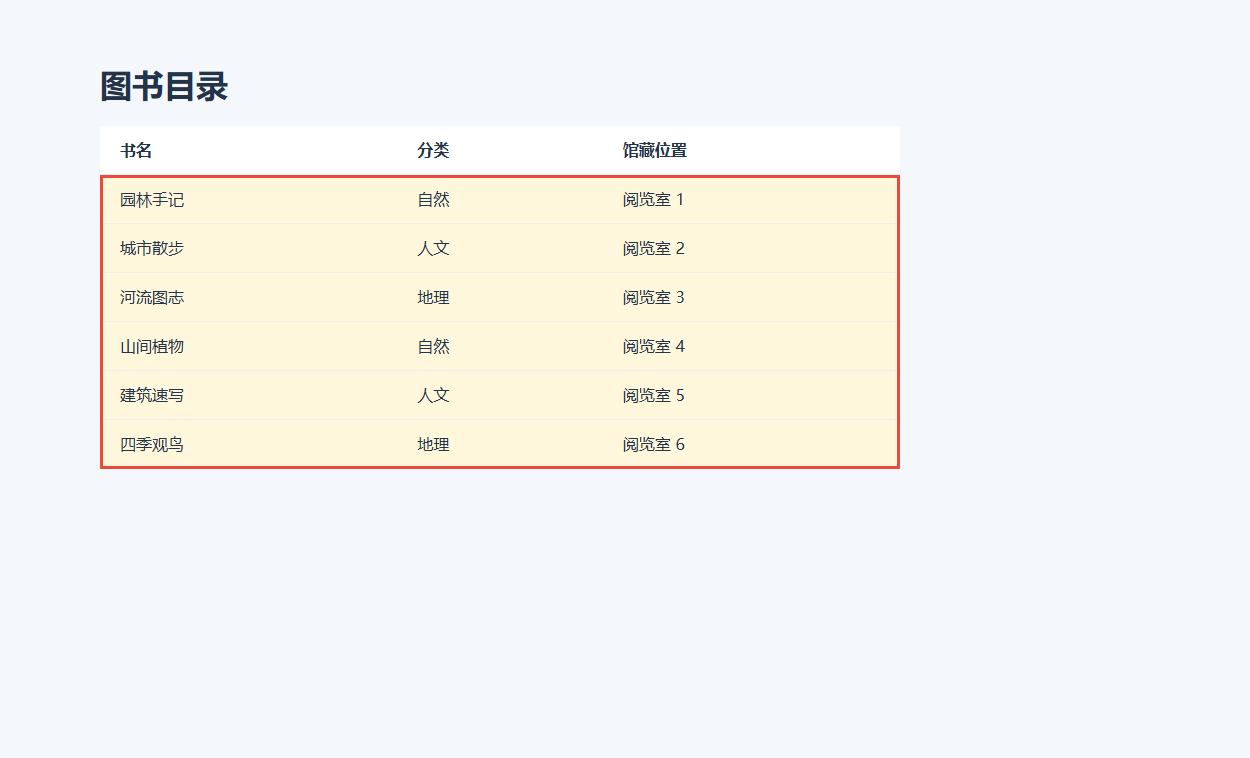 图书目录
书名 分类 馆藏位置
园林手记 自然 阅览室 1
城市散步 人文 阅览室 2
河流图志 地理 阅览室 3
山间植物 自然 阅览室 4
建筑速写 人文 阅览室 5
四季观鸟 地理 阅览室 6